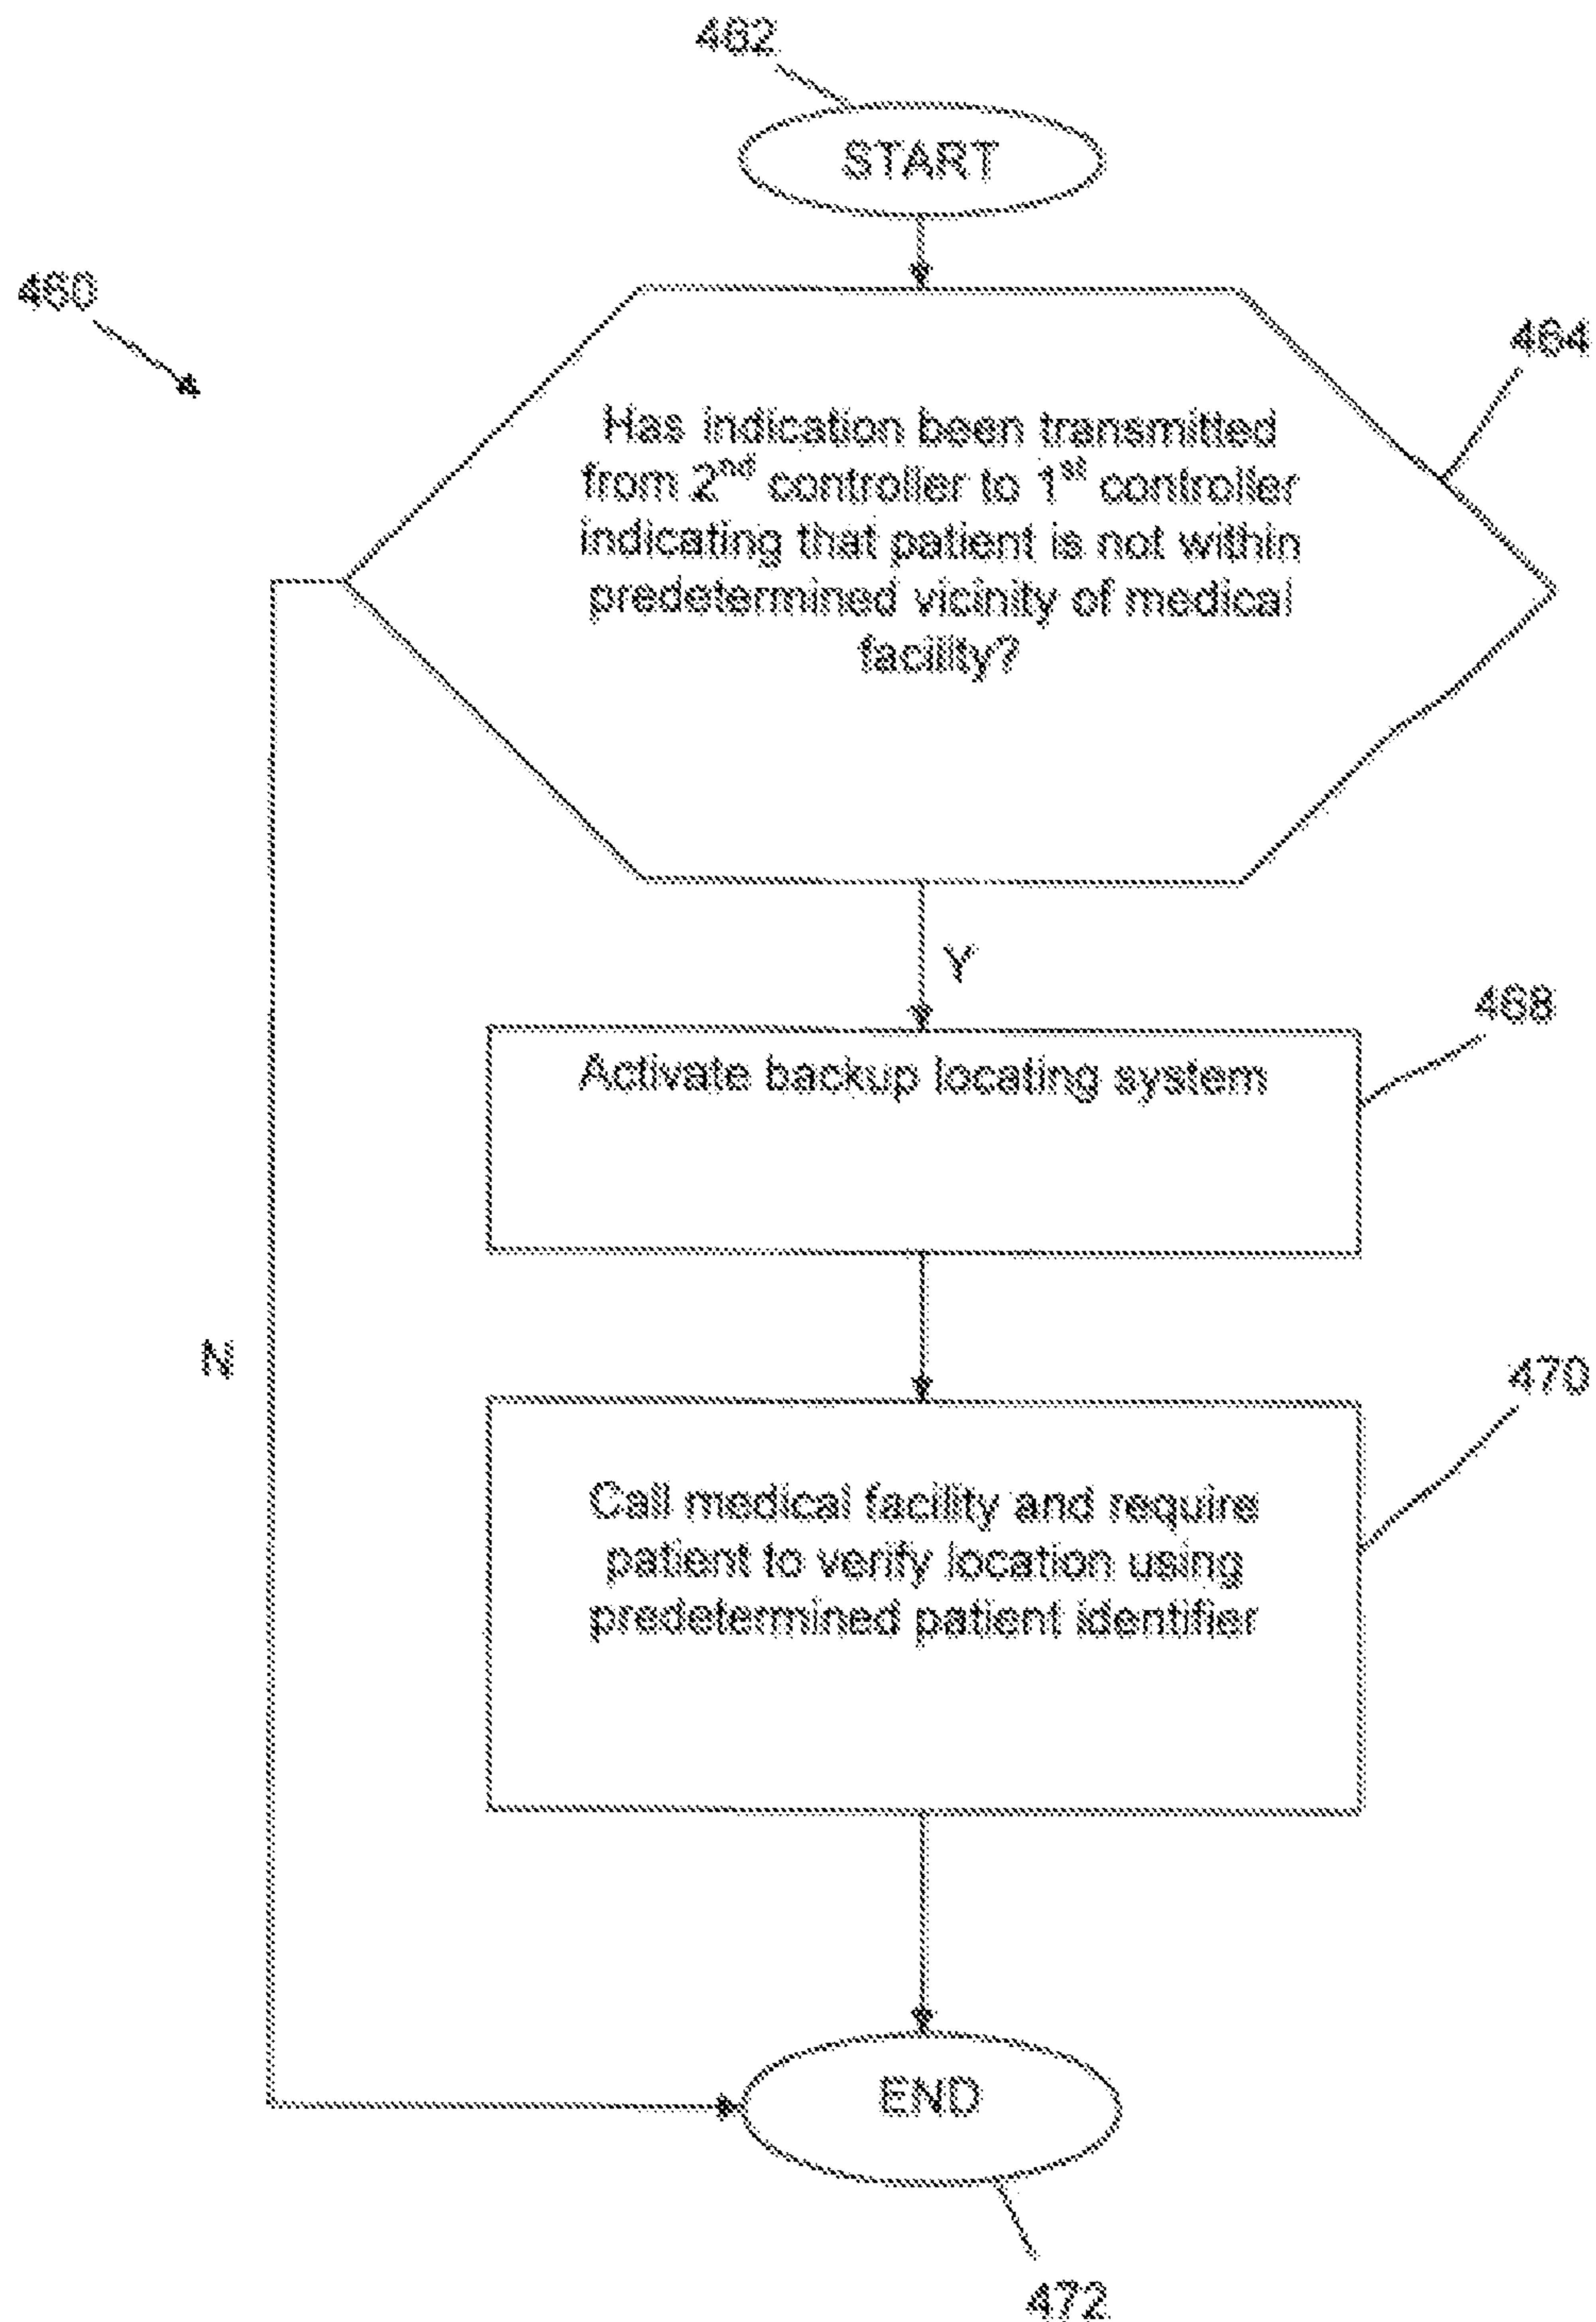 462
START
460
464
Has indication been transmitted
from 2nd controller to 1st controller
indicating that patient is not within
predetermined vicinity of medical
facility?
Y
468
Activate backup locating system
N
470
Call medical facility and require
patient to verify location using
predetermined patient identifier
END
472